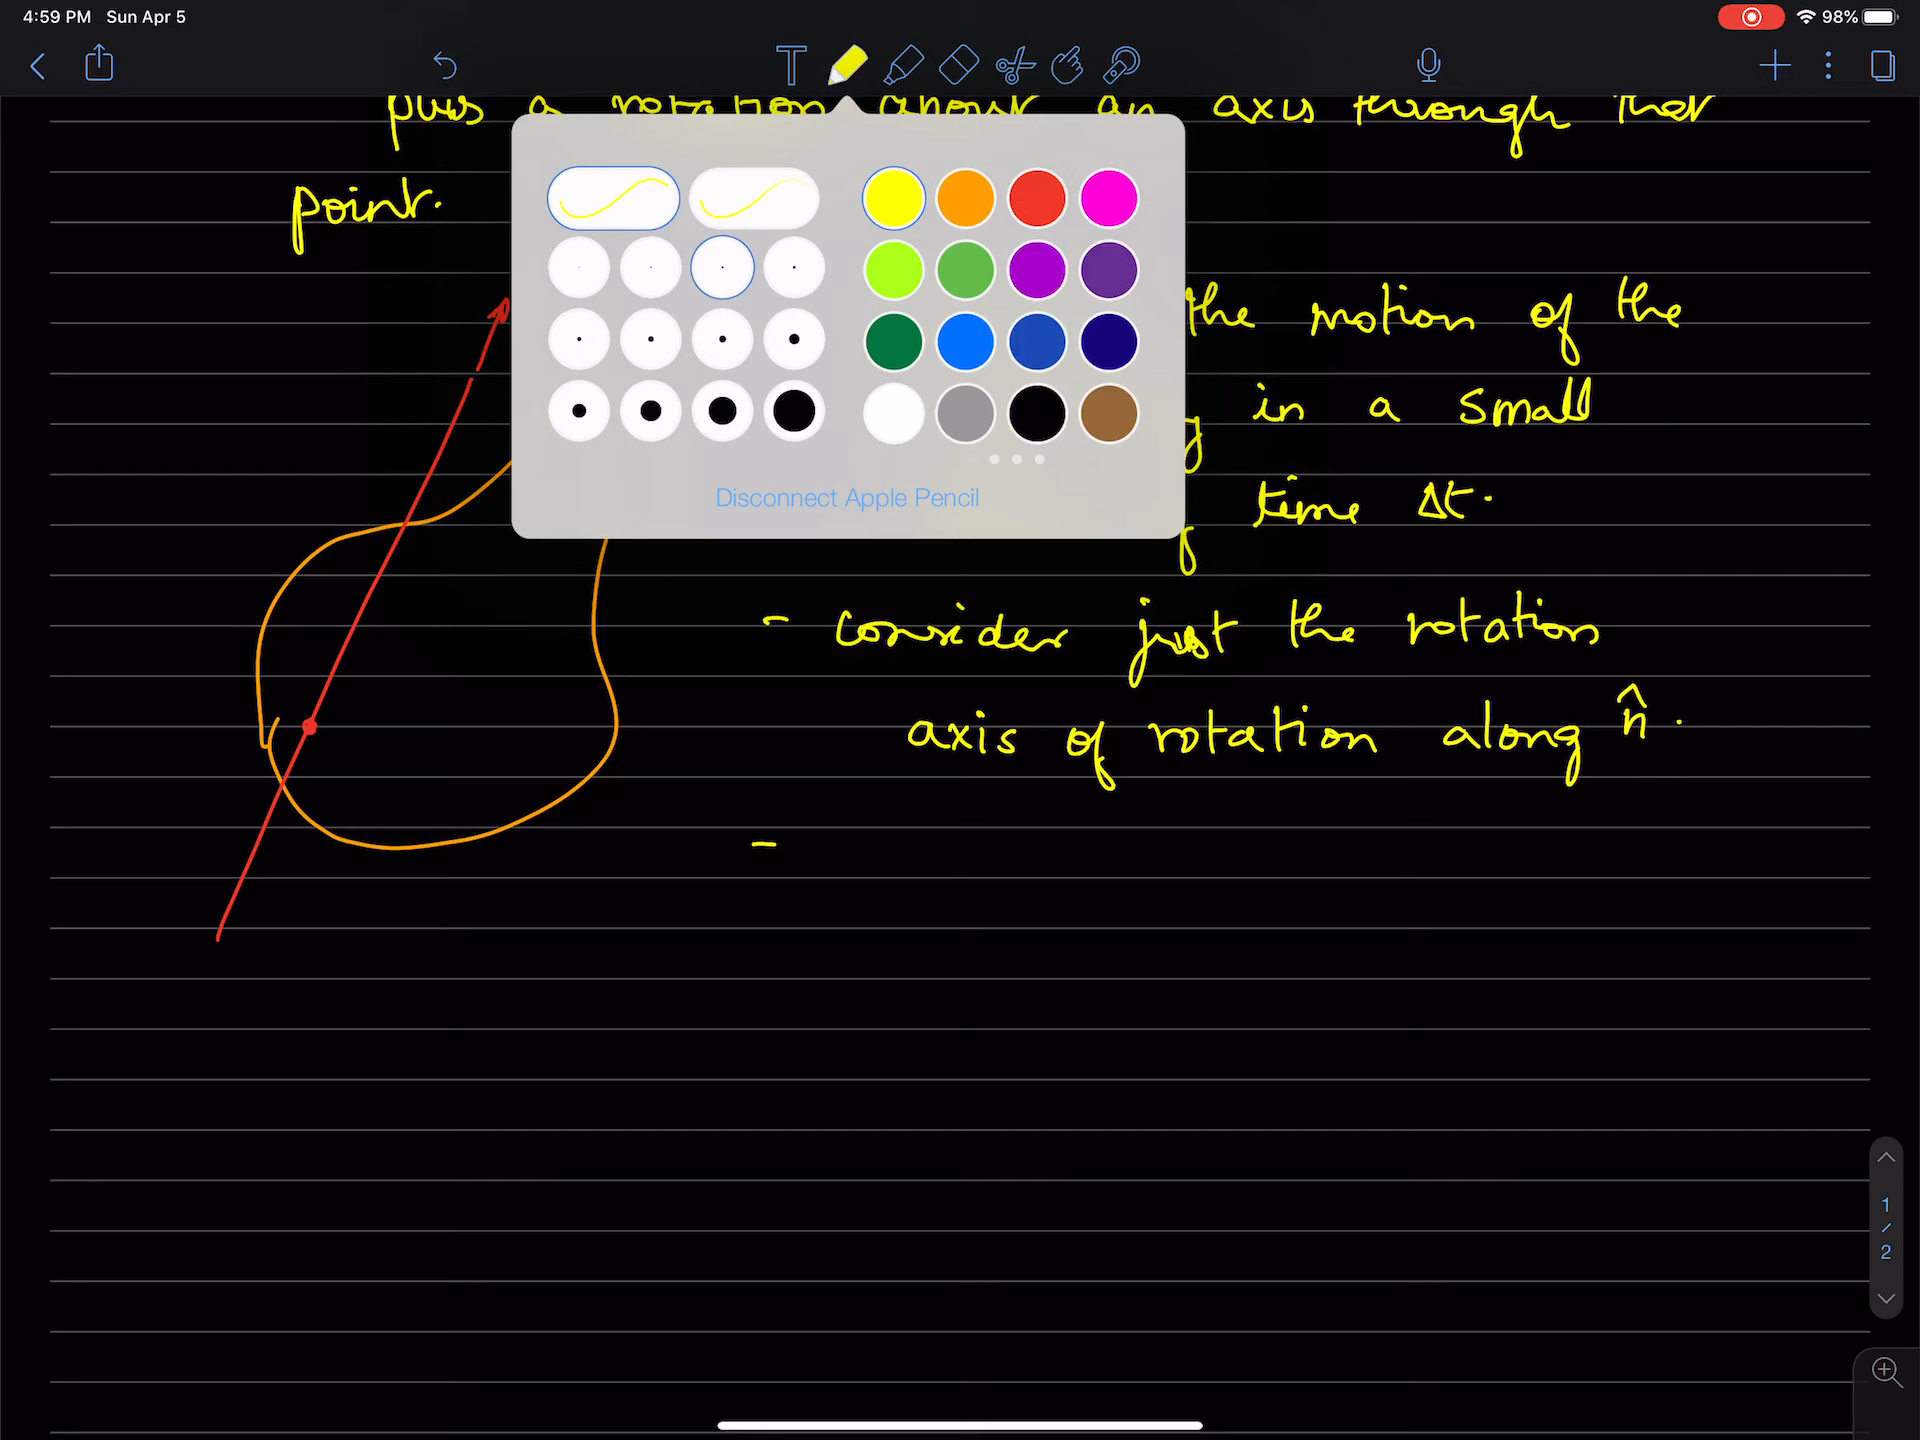 4:59 PM Sun Apr 5 98%
plus a rotation about an axis through that
point.
the motion of the
in a small
time Δt.
Disconnect Apple Pencil
- consider just the rotation
axis of rotation along n̂.
-
1
/
2